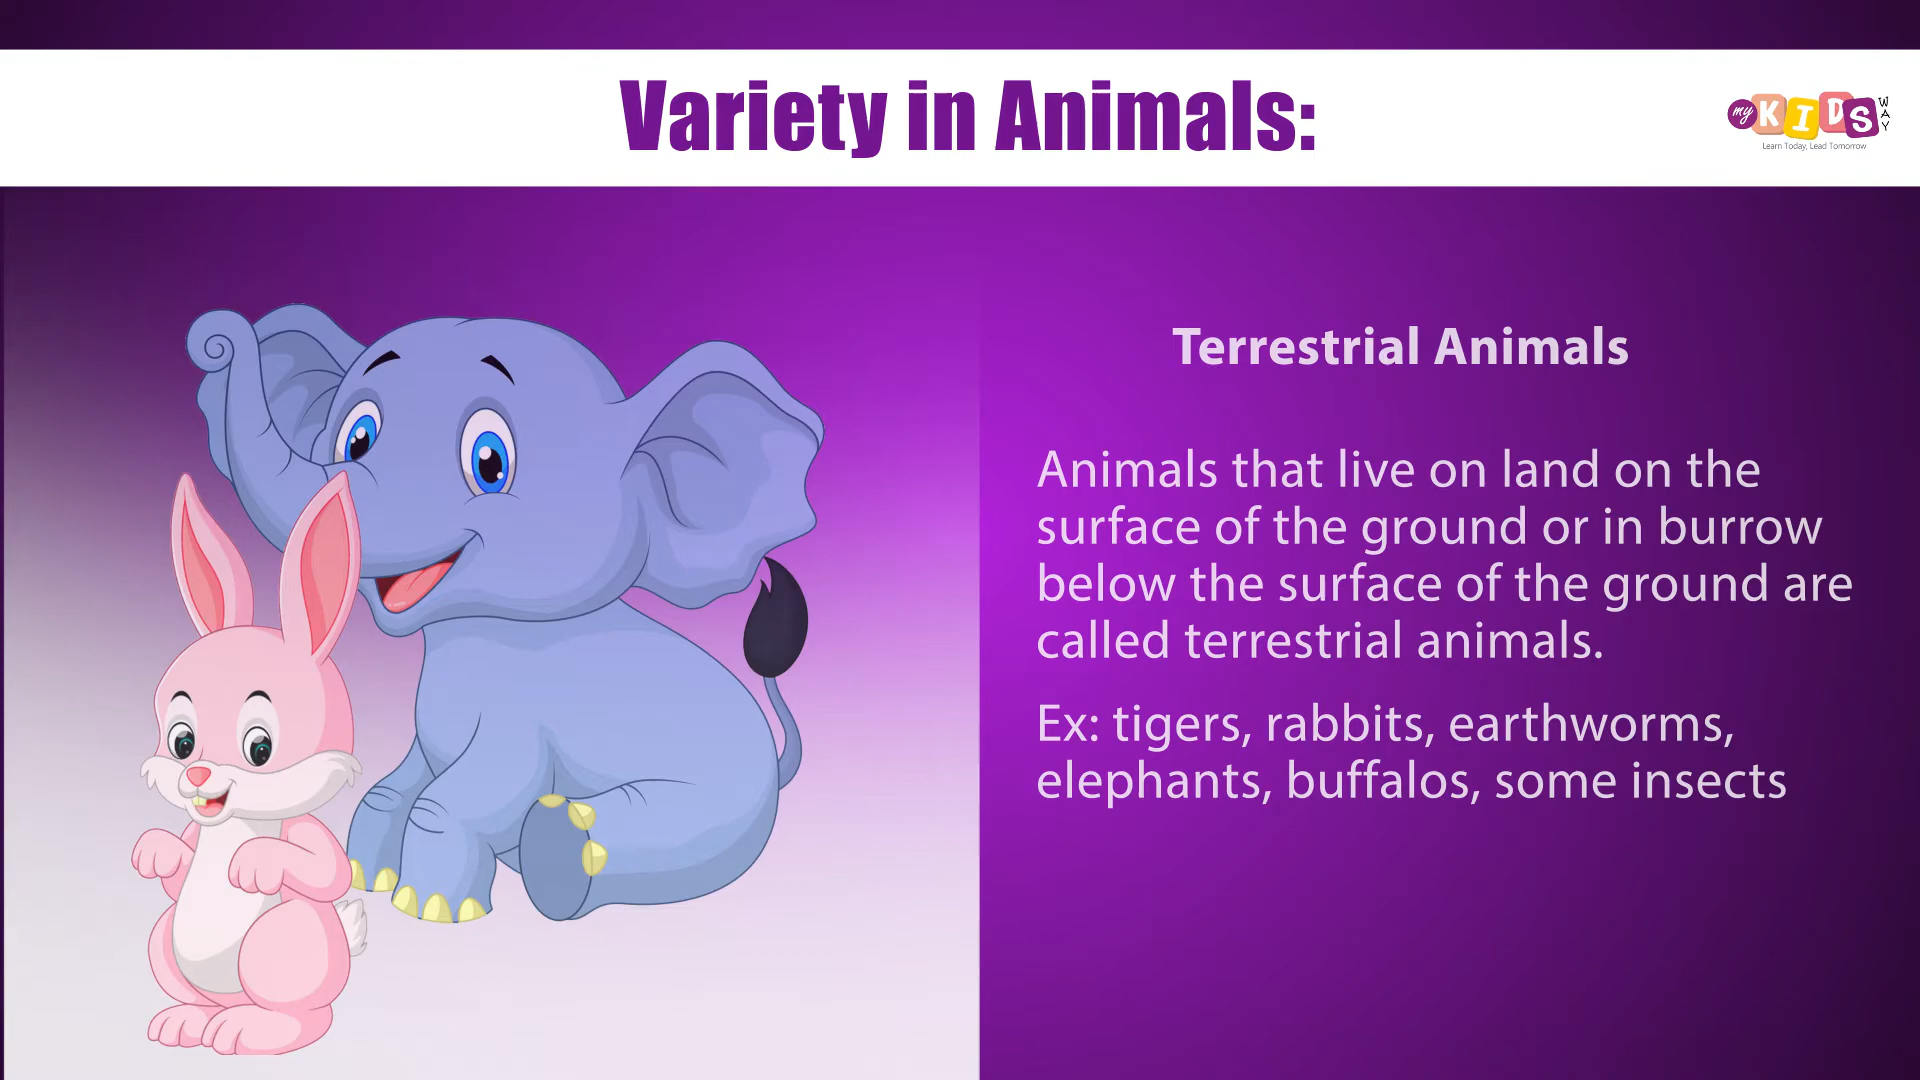 Variety in Animals:
my KIDS WAY
Learn Today, Lead Tomorrow
Terrestrial Animals
Animals that live on land on the
surface of the ground or in burrow
below the surface of the ground are
called terrestrial animals.
Ex: tigers, rabbits, earthworms,
elephants, buffalos, some insects